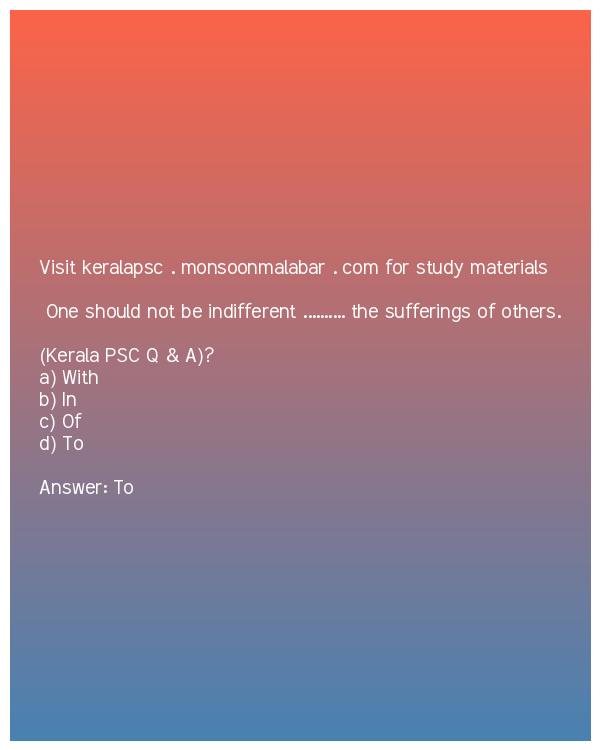 Visit keralapsc . monsoonmalabar . com for study materials
One should not be indifferent .......... the sufferings of others.
(Kerala PSC Q & A)?
a) With
b) In
c) Of
d) To
Answer: To